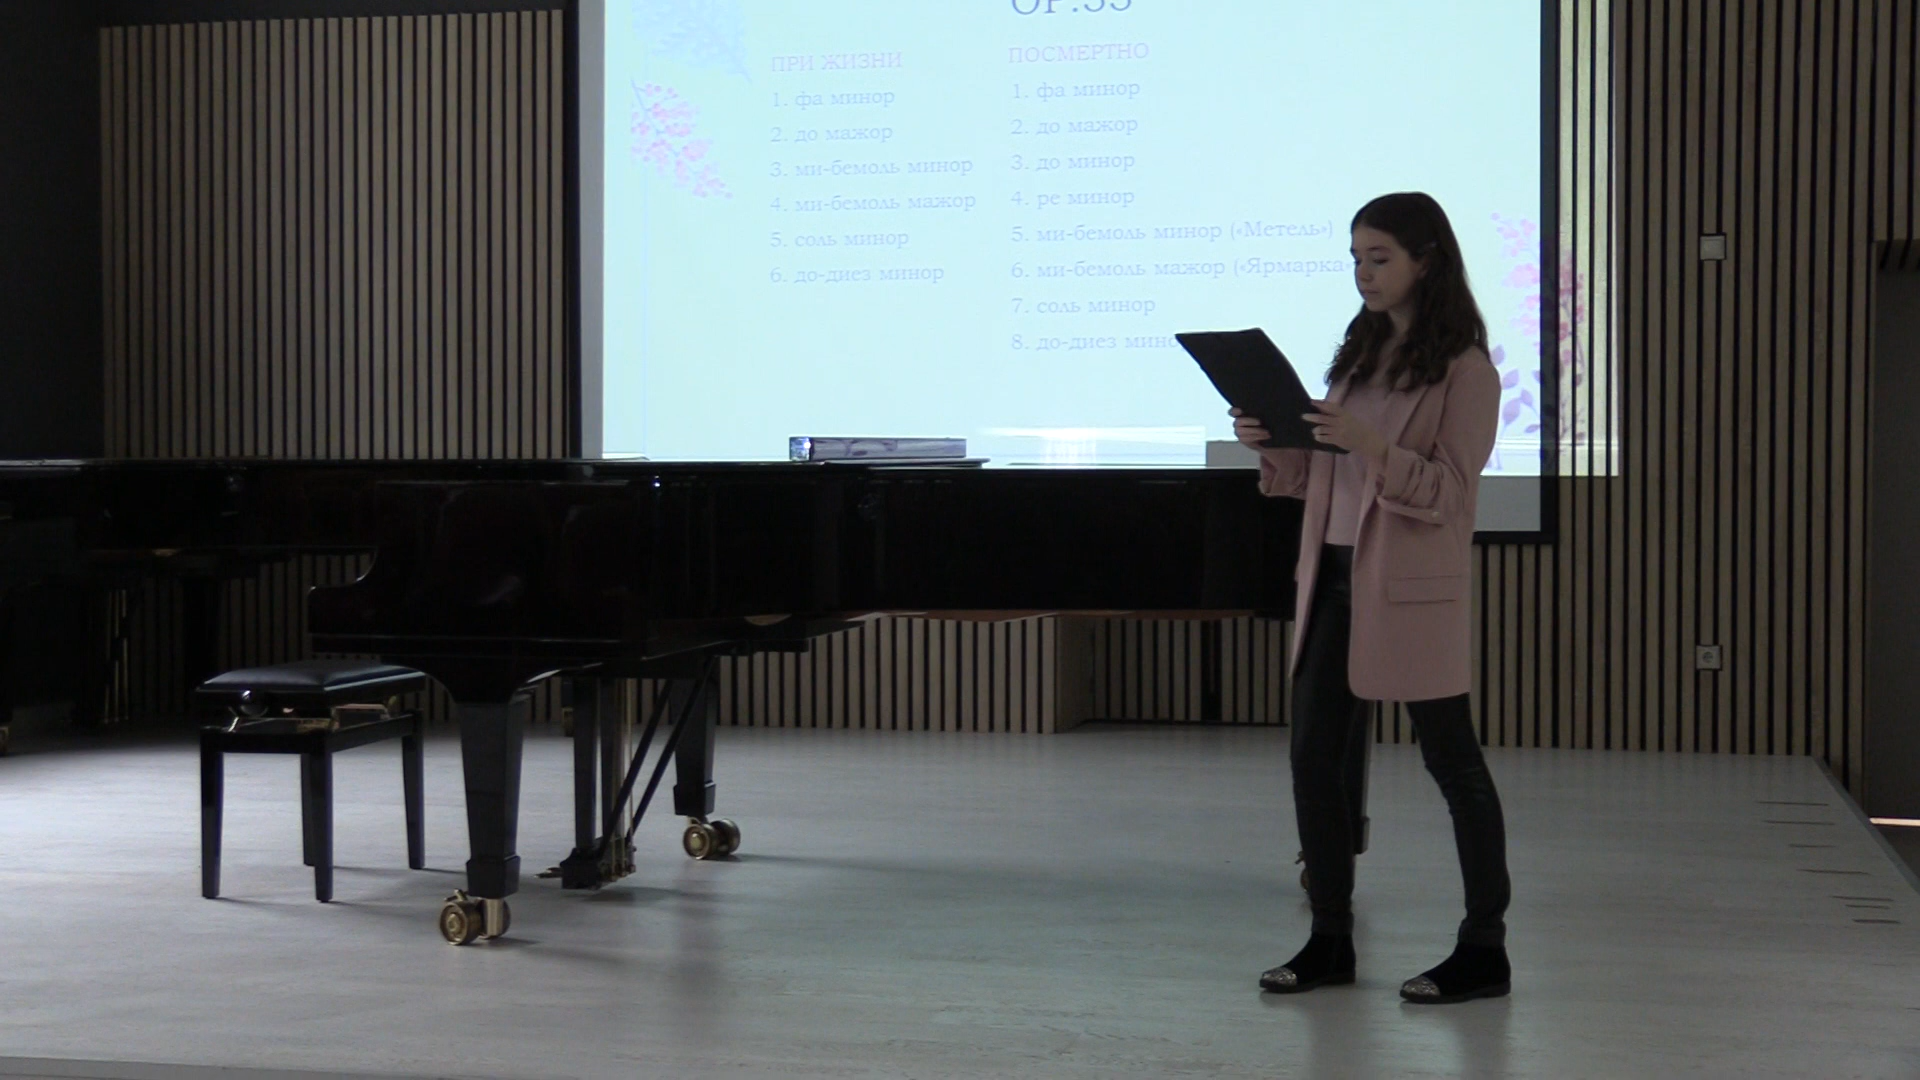 OP.33
ПРИ ЖИЗНИ
1. фа минор
2. до мажор
3. ми-бемоль минор
4. ми-бемоль мажор
5. соль минор
6. до-диез минор
ПОСМЕРТНО
1. фа минор
2. до мажор
3. до минор
4. ре минор
5. ми-бемоль минор («Метель»)
6. ми-бемоль мажор («Ярмарка»
7. соль минор
8. до-диез